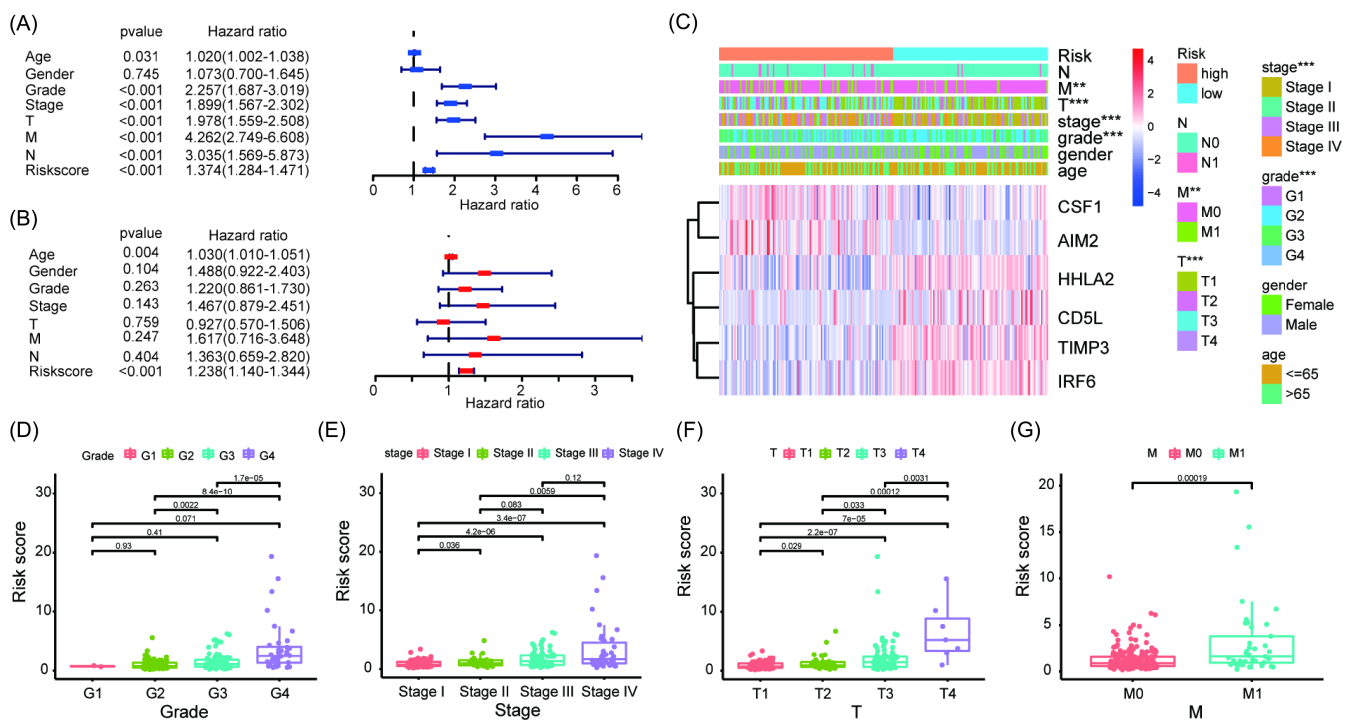 (A)
pvalue Hazard ratio
Age 0.031 1.020(1.002-1.038)
Gender 0.745 1.073(0.700-1.645)
Grade <0.001 2.257(1.687-3.019)
Stage <0.001 1.899(1.567-2.302)
T <0.001 1.978(1.559-2.508)
M <0.001 4.262(2.749-6.608)
N <0.001 3.035(1.569-5.873)
Riskscore <0.001 1.374(1.284-1.471)
0 1 2 3 4 5 6
Hazard ratio
(B)
pvalue Hazard ratio
Age 0.004 1.030(1.010-1.051)
Gender 0.104 1.488(0.922-2.403)
Grade 0.263 1.220(0.861-1.730)
Stage 0.143 1.467(0.879-2.451)
T 0.759 0.927(0.570-1.506)
M 0.247 1.617(0.716-3.648)
N 0.404 1.363(0.659-2.820)
Riskscore <0.001 1.238(1.140-1.344)
0 1 2 3
Hazard ratio
(C)
Risk
N
M**
T***
stage***
grade***
gender
age
CSF1
AIM2
HHLA2
CD5L
TIMP3
IRF6
4
2
0
−2
−4
Risk
high
low
N
N0
N1
M**
M0
M1
T***
T1
T2
T3
T4
stage***
Stage I
Stage II
Stage III
Stage IV
grade***
G1
G2
G3
G4
gender
Female
Male
age
<=65
>65
(D)
Grade G1 G2 G3 G4
Risk score
30
20
10
0
1.7e-05
8.4e-10
0.0022
0.071
0.41
0.93
G1 G2 G3 G4
Grade
(E)
stage Stage I Stage II Stage III Stage IV
Risk score
30
20
10
0
0.12
0.0059
0.083
3.4e-07
4.2e-06
0.036
Stage I Stage II Stage III Stage IV
Stage
(F)
T T1 T2 T3 T4
Risk score
30
20
10
0
0.0031
0.00012
0.033
7e-05
2.2e-07
0.029
T1 T2 T3 T4
T
(G)
M M0 M1
Risk score
20
15
10
5
0
0.00019
M0 M1
M